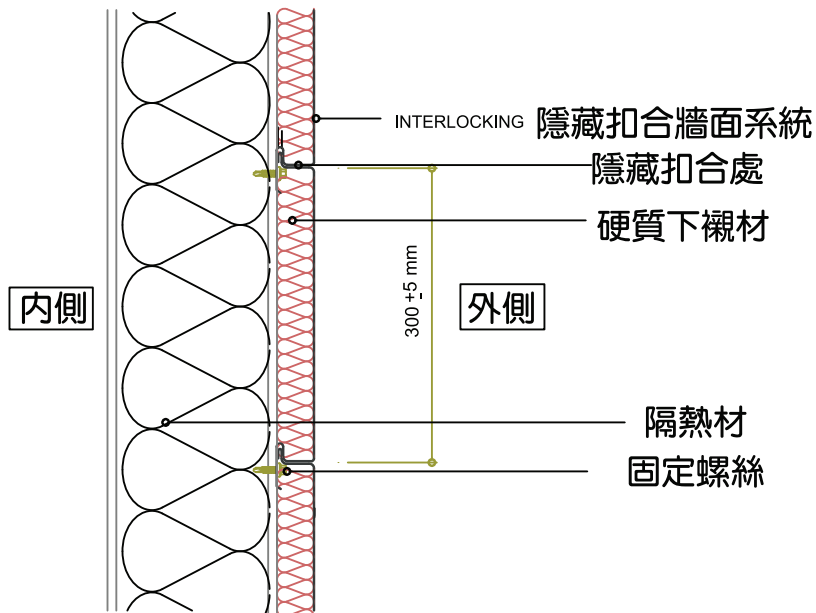 INTERLOCKING 隱藏扣合牆面系統
隱藏扣合處
硬質下襯材
300 ±5 mm
內側
外側
隔熱材
固定螺絲